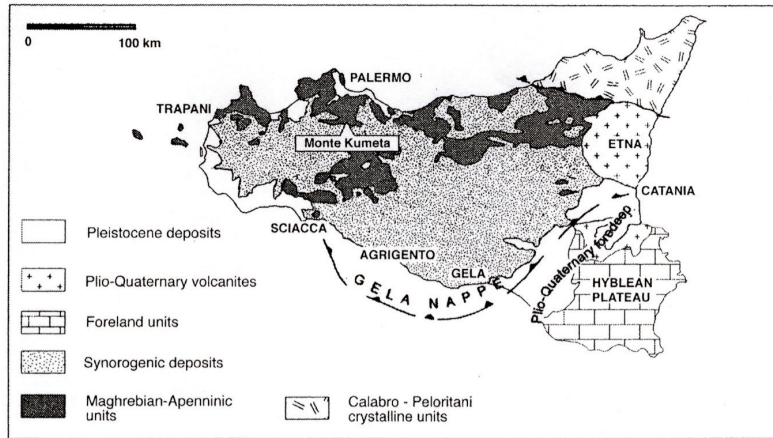 0 100 km
PALERMO
TRAPANI
Monte Kumeta
ETNA
CATANIA
SCIACCA
AGRIGENTO
GELA
GELA NAPPE
Plio-Quaternary foredeep
HYBLEAN
PLATEAU
Pleistocene deposits
Plio-Quaternary volcanites
Foreland units
Synorogenic deposits
Maghrebian-Apenninic
units
Calabro - Peloritani
crystalline units